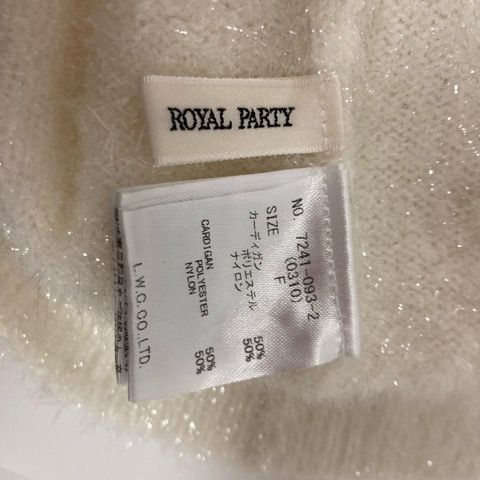 ROYAL PARTY
NO. 7241-093-2
(0310)
SIZE F
カーディガン
ポリエステル 50%
ナイロン 50%
CARDIGAN
POLYESTER 50%
NYLON 50%
L.W.C.CO.LTD.